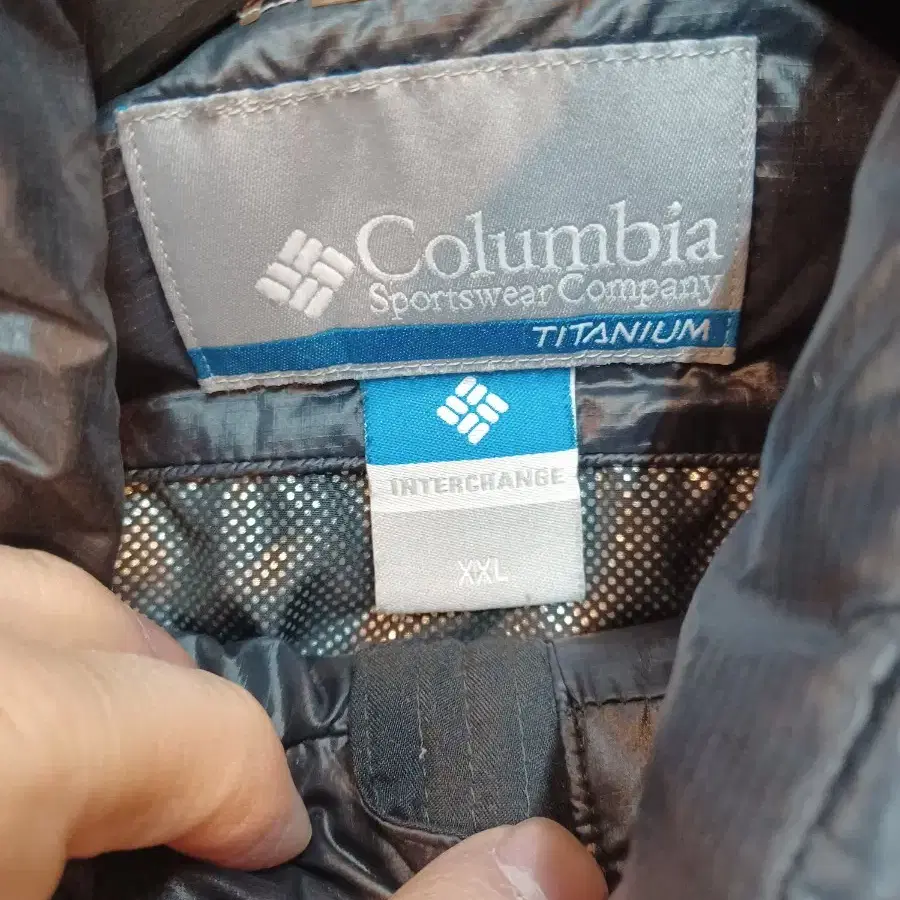 Columbia
Sportswear Company
TITANIUM
INTERCHANGE
XXL